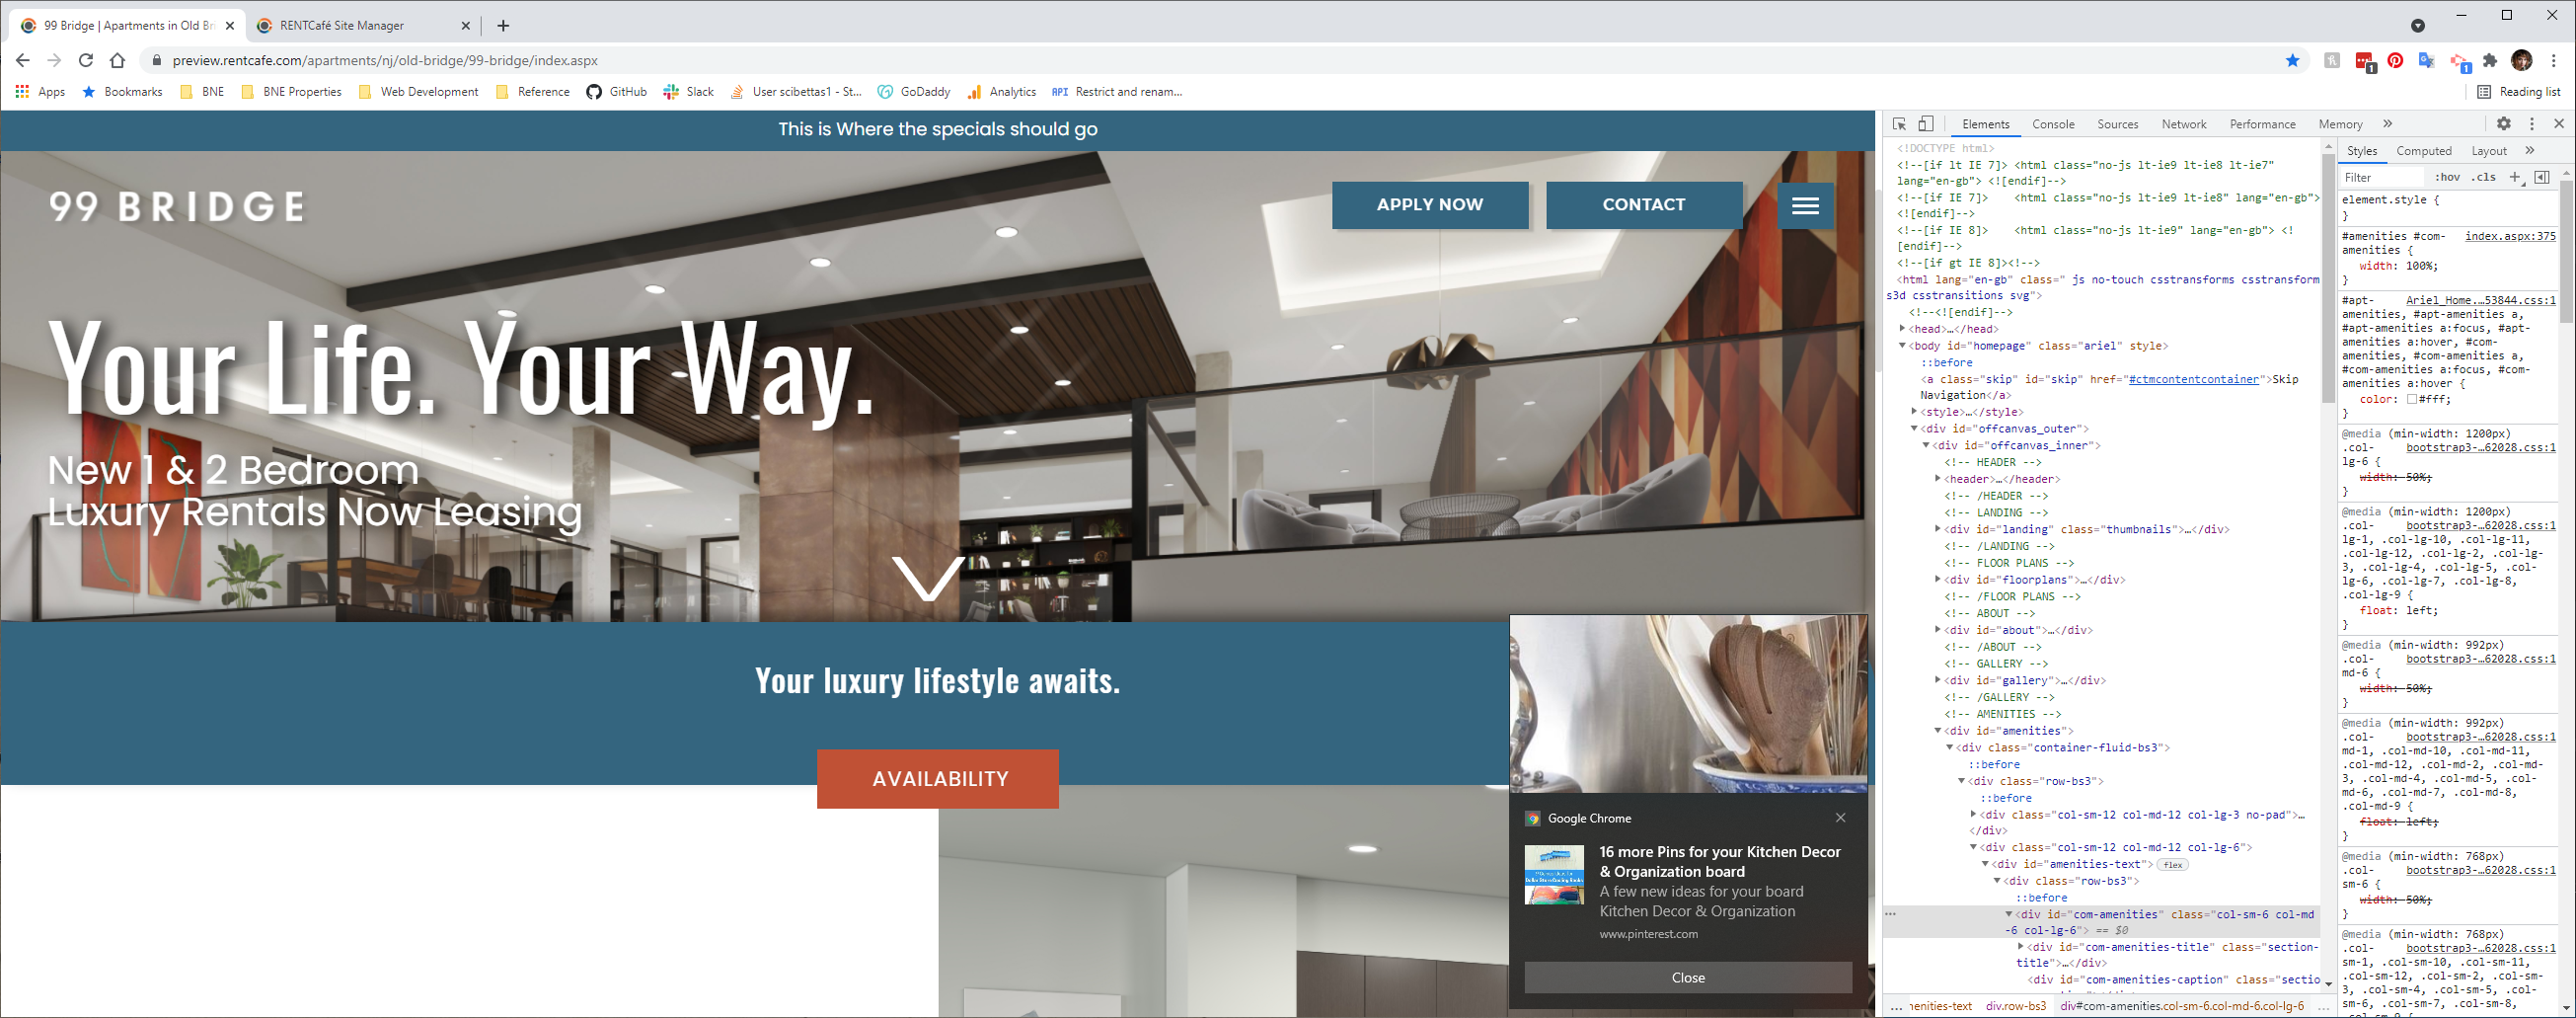 99 Bridge | Apartments in Old Bri
RENTCafé Site Manager
preview.rentcafe.com/apartments/nj/old-bridge/99-bridge/index.aspx
Apps
Bookmarks
BNE
BNE Properties
Web Development
Reference
GitHub
Slack
User scibettas1 - St...
GoDaddy
Analytics
API Restrict and renam...
Reading list
This is Where the specials should go
99 BRIDGE
APPLY NOW
CONTACT
Your Life. Your Way.
New 1 & 2 Bedroom
Luxury Rentals Now Leasing
Your luxury lifestyle awaits.
AVAILABILITY
Google Chrome
16 more Pins for your Kitchen Decor
& Organization board
A few new ideas for your board
Kitchen Decor & Organization
www.pinterest.com
Close
Elements Console Sources Network Performance Memory
<!DOCTYPE html>
<!--[if lt IE 7]> <html class="no-js lt-ie9 lt-ie8 lt-ie7"
lang="en-gb"> <![endif]-->
<!--[if IE 7]> <html class="no-js lt-ie9 lt-ie8" lang="en-gb">
<![endif]-->
<!--[if IE 8]> <html class="no-js lt-ie9" lang="en-gb"> <!
[endif]-->
<!--[if gt IE 8]><!-->
<html lang="en-gb" class=" js no-touch csstransforms csstransform
s3d csstransitions svg">
<!--<![endif]-->
<head>…</head>
<body id="homepage" class="ariel" style>
::before
<a class="skip" id="skip" href="#ctmcontentcontainer">Skip
Navigation</a>
<style>…</style>
<div id="offcanvas_outer">
<div id="offcanvas_inner">
<!-- HEADER -->
<header>…</header>
<!-- /HEADER -->
<!-- LANDING -->
<div id="landing" class="thumbnails">…</div>
<!-- /LANDING -->
<!-- FLOOR PLANS -->
<div id="floorplans">…</div>
<!-- /FLOOR PLANS -->
<!-- ABOUT -->
<div id="about">…</div>
<!-- /ABOUT -->
<!-- GALLERY -->
<div id="gallery">…</div>
<!-- /GALLERY -->
<!-- AMENITIES -->
<div id="amenities">
<div class="container-fluid-bs3">
::before
<div class="row-bs3">
::before
<div class="col-sm-12 col-md-12 col-lg-3 no-pad">…
</div>
<div class="col-sm-12 col-md-12 col-lg-6">
<div id="amenities-text"> flex
<div class="row-bs3">
::before
<div id="com-amenities" class="col-sm-6 col-md
-6 col-lg-6"> == $0
<div id="com-amenities-title" class="section-
title">…</div>
<div id="com-amenities-caption" class="sectio
... menities-text div.row-bs3 div#com-amenities.col-sm-6.col-md-6.col-lg-6 ...
Styles Computed Layout
Filter :hov .cls +
element.style {
}
#amenities #com- index.aspx:375
amenities {
width: 100%;
}
#apt- Ariel_Home.…53844.css:1
amenities, #apt-amenities a,
#apt-amenities a:focus, #apt-
amenities a:hover, #com-
amenities, #com-amenities a,
#com-amenities a:focus, #com-
amenities a:hover {
color: #fff;
}
@media (min-width: 1200px)
.col- bootstrap3-…62028.css:1
lg-6 {
width: 50%;
}
@media (min-width: 1200px)
.col- bootstrap3-…62028.css:1
lg-1, .col-lg-10, .col-lg-11,
.col-lg-12, .col-lg-2, .col-lg-
3, .col-lg-4, .col-lg-5, .col-
lg-6, .col-lg-7, .col-lg-8,
.col-lg-9 {
float: left;
}
@media (min-width: 992px)
.col- bootstrap3-…62028.css:1
md-6 {
width: 50%;
}
@media (min-width: 992px)
.col- bootstrap3-…62028.css:1
md-1, .col-md-10, .col-md-11,
.col-md-12, .col-md-2, .col-md-
3, .col-md-4, .col-md-5, .col-
md-6, .col-md-7, .col-md-8,
.col-md-9 {
float: left;
}
@media (min-width: 768px)
.col- bootstrap3-…62028.css:1
sm-6 {
width: 50%;
}
@media (min-width: 768px)
.col- bootstrap3-…62028.css:1
sm-1, .col-sm-10, .col-sm-11,
.col-sm-12, .col-sm-2, .col-sm-
3, .col-sm-4, .col-sm-5, .col-
sm-6, .col-sm-7, .col-sm-8,